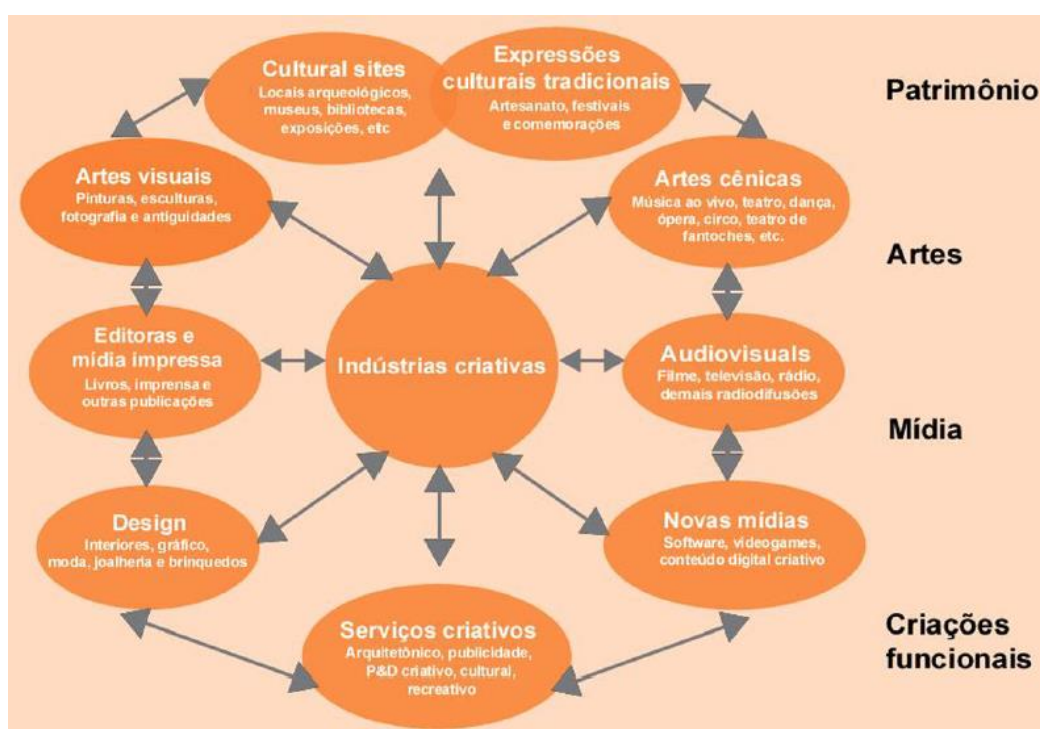 Cultural sites
Locais arqueológicos,
museus, bibliotecas,
exposições, etc
Expressões
culturais tradicionais
Artesanato, festivais
e comemorações
Patrimônio
Artes visuais
Pinturas, esculturas,
fotografia e antiguidades
Artes cênicas
Música ao vivo, teatro, dança,
ópera, circo, teatro de
fantoches, etc.
Artes
Editoras e
mídia impressa
Livros, imprensa e
outras publicações
Indústrias criativas
Audiovisuals
Filme, televisão, rádio,
demais radiodifusões
Mídia
Design
Interiores, gráfico,
moda, joalheria e brinquedos
Novas mídias
Software, videogames,
conteúdo digital criativo
Serviços criativos
Arquitetônico, publicidade,
P&D criativo, cultural,
recreativo
Criações
funcionais